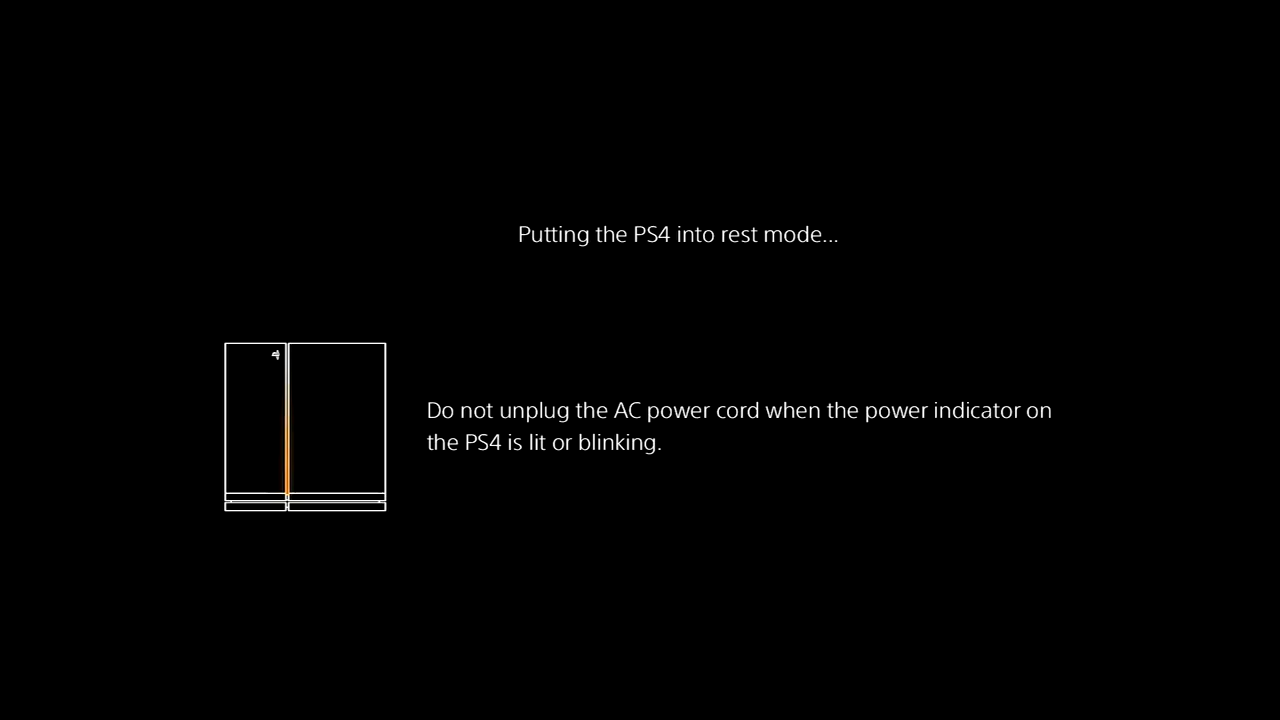 Putting the PS4 into rest mode...
Do not unplug the AC power cord when the power indicator on
the PS4 is lit or blinking.